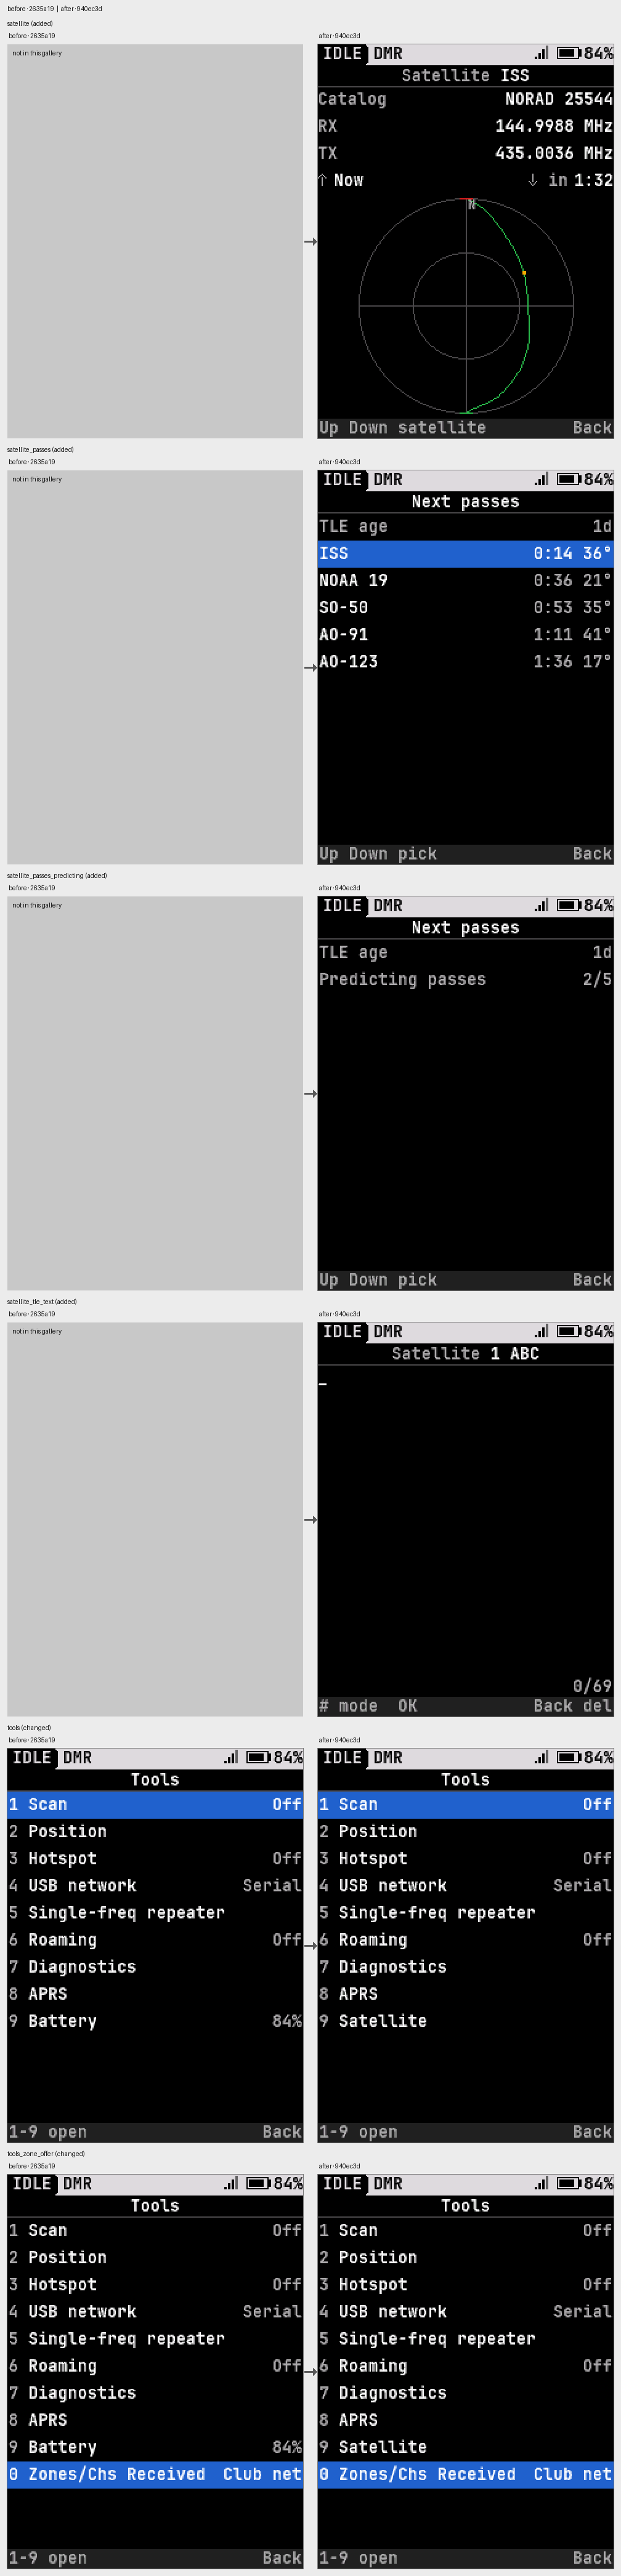 before · 2635a19 | after · 940ec3d
satellite (added)
before · 2635a19
after · 940ec3d
not in this gallery
IDLE DMR 84%
Satellite ISS
Catalog NORAD 25544
RX 144.9988 MHz
TX 435.0036 MHz
↑ Now ↓ in 1:32
N
Up Down satellite Back
satellite_passes (added)
before · 2635a19
after · 940ec3d
not in this gallery
IDLE DMR 84%
Next passes
TLE age 1d
ISS 0:14 36°
NOAA 19 0:36 21°
SO-50 0:53 35°
AO-91 1:11 41°
AO-123 1:36 17°
Up Down pick Back
satellite_passes_predicting (added)
before · 2635a19
after · 940ec3d
not in this gallery
IDLE DMR 84%
Next passes
TLE age 1d
Predicting passes 2/5
Up Down pick Back
satellite_tle_text (added)
before · 2635a19
after · 940ec3d
not in this gallery
IDLE DMR 84%
Satellite 1 ABC
_
0/69
# mode OK Back del
tools (changed)
before · 2635a19
after · 940ec3d
IDLE DMR 84%
Tools
1 Scan Off
2 Position
3 Hotspot Off
4 USB network Serial
5 Single-freq repeater
6 Roaming Off
7 Diagnostics
8 APRS
9 Battery 84%
1-9 open Back
IDLE DMR 84%
Tools
1 Scan Off
2 Position
3 Hotspot Off
4 USB network Serial
5 Single-freq repeater
6 Roaming Off
7 Diagnostics
8 APRS
9 Satellite
1-9 open Back
tools_zone_offer (changed)
before · 2635a19
after · 940ec3d
IDLE DMR 84%
Tools
1 Scan Off
2 Position
3 Hotspot Off
4 USB network Serial
5 Single-freq repeater
6 Roaming Off
7 Diagnostics
8 APRS
9 Battery 84%
0 Zones/Chs Received Club net
1-9 open Back
IDLE DMR 84%
Tools
1 Scan Off
2 Position
3 Hotspot Off
4 USB network Serial
5 Single-freq repeater
6 Roaming Off
7 Diagnostics
8 APRS
9 Satellite
0 Zones/Chs Received Club net
1-9 open Back